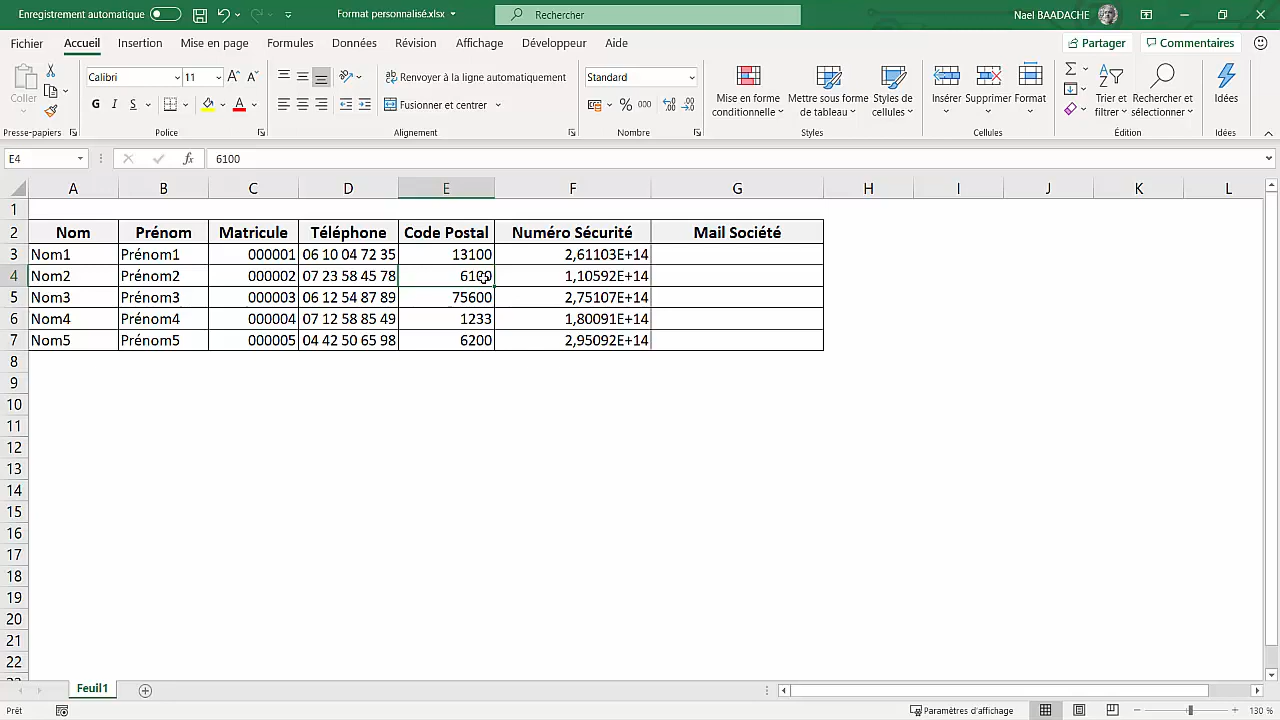 Enregistrement automatique
Format personnalisé.xlsx
Rechercher
Nael BAADACHE
Fichier Accueil Insertion Mise en page Formules Données Révision Affichage Développeur Aide Partager Commentaires
Coller
Calibri 11
G I S
Renvoyer à la ligne automatiquement
Fusionner et centrer
Standard
% 000
Mise en forme conditionnelle
Mettre sous forme de tableau
Styles de cellules
Insérer Supprimer Format
Trier et filtrer
Rechercher et sélectionner
Idées
Presse-papiers Police Alignement Nombre Styles Cellules Édition Idées
E4 fx 6100
A B C D E F G H I J K L
1
2 Nom Prénom Matricule Téléphone Code Postal Numéro Sécurité Mail Société
3 Nom1 Prénom1 000001 06 10 04 72 35 13100 2,61103E+14
4 Nom2 Prénom2 000002 07 23 58 45 78 6100 1,10592E+14
5 Nom3 Prénom3 000003 06 12 54 87 89 75600 2,75107E+14
6 Nom4 Prénom4 000004 07 12 58 85 49 1233 1,80091E+14
7 Nom5 Prénom5 000005 04 42 50 65 98 6200 2,95092E+14
8
9
10
11
12
13
14
15
16
17
18
19
20
21
22
Feuil1
Prêt
Paramètres d'affichage
130 %